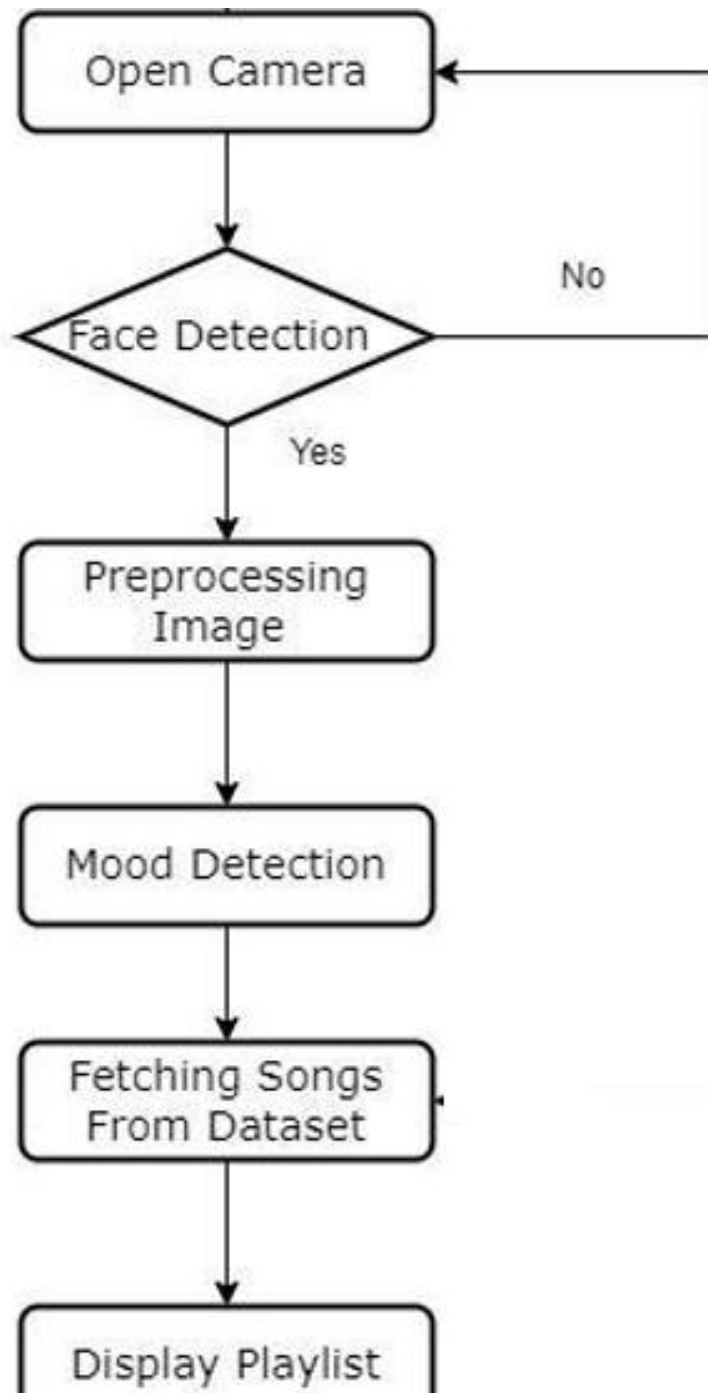 Open Camera
Face Detection
No
Yes
Preprocessing
Image
Mood Detection
Fetching Songs
From Dataset
Display Playlist